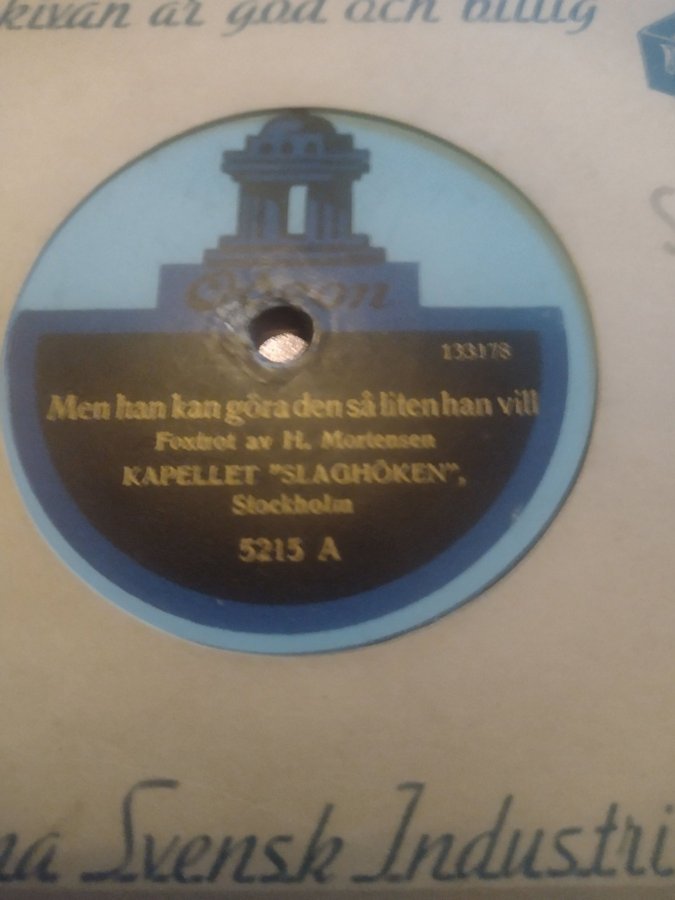 kivan är god och billig
Odeon
133178
Men han kan göra den så liten han vill
Foxtrot av H. Mortensen
KAPELLET "SLAGHÖKEN",
Stockholm
5215 A
na Svensk Industri